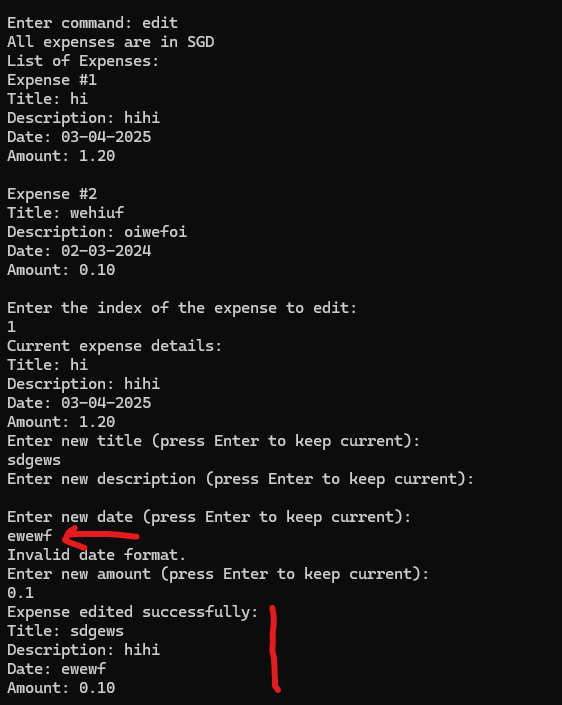 Enter command: edit
All expenses are in SGD
List of Expenses:
Expense #1
Title: hi
Description: hihi
Date: 03-04-2025
Amount: 1.20
Expense #2
Title: wehiuf
Description: oiwefoi
Date: 02-03-2024
Amount: 0.10
Enter the index of the expense to edit:
1
Current expense details:
Title: hi
Description: hihi
Date: 03-04-2025
Amount: 1.20
Enter new title (press Enter to keep current):
sdgews
Enter new description (press Enter to keep current):
Enter new date (press Enter to keep current):
ewewf
Invalid date format.
Enter new amount (press Enter to keep current):
0.1
Expense edited successfully:
Title: sdgews
Description: hihi
Date: ewewf
Amount: 0.10